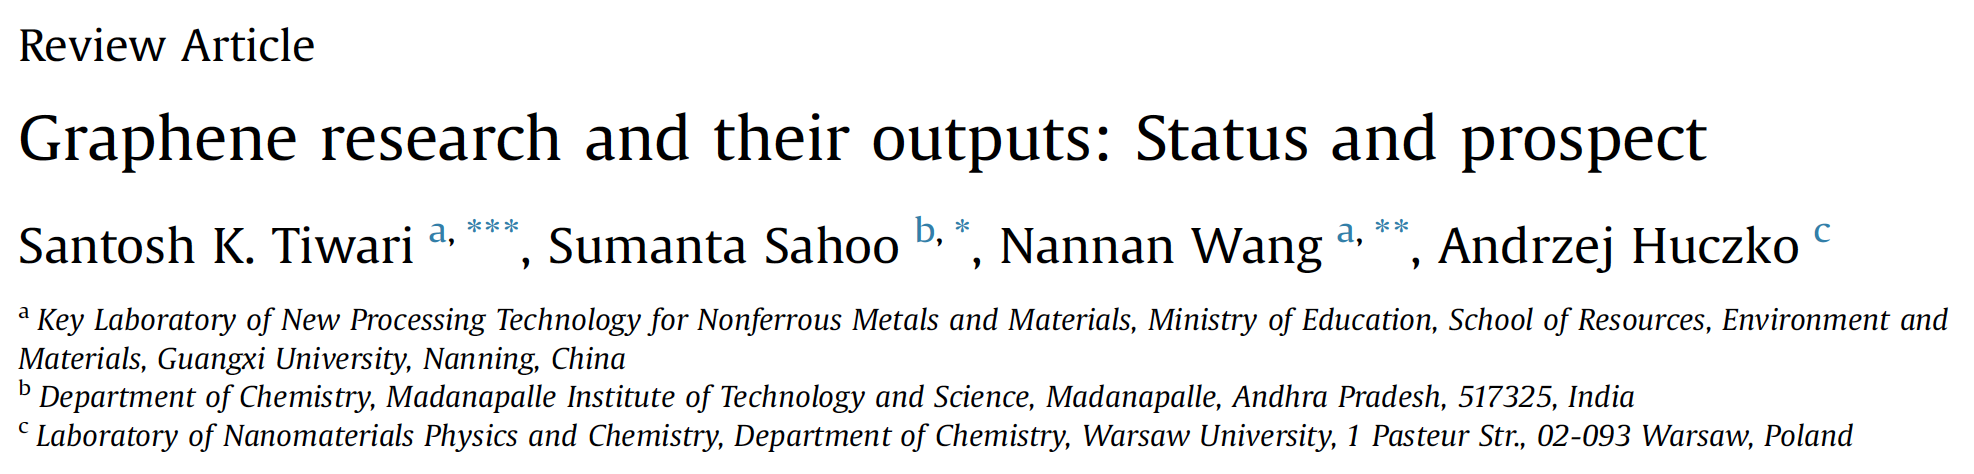 Review Article
Graphene research and their outputs: Status and prospect
Santosh K. Tiwari a, ***, Sumanta Sahoo b, *, Nannan Wang a, **, Andrzej Huczko c
a Key Laboratory of New Processing Technology for Nonferrous Metals and Materials, Ministry of Education, School of Resources, Environment and
Materials, Guangxi University, Nanning, China
b Department of Chemistry, Madanapalle Institute of Technology and Science, Madanapalle, Andhra Pradesh, 517325, India
c Laboratory of Nanomaterials Physics and Chemistry, Department of Chemistry, Warsaw University, 1 Pasteur Str., 02-093 Warsaw, Poland